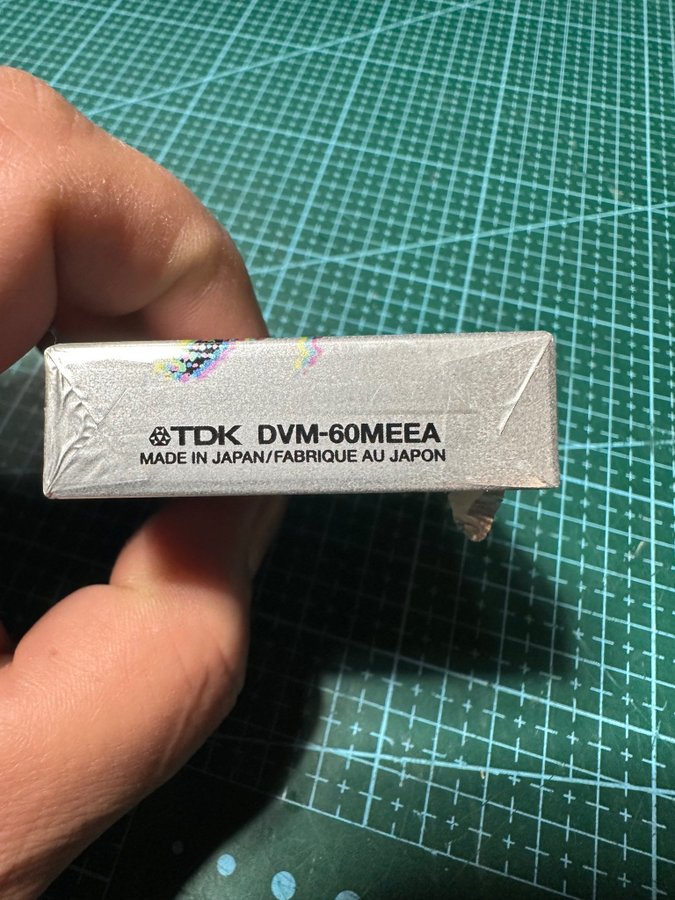 TDK DVM-60MEEA
MADE IN JAPAN/FABRIQUE AU JAPON